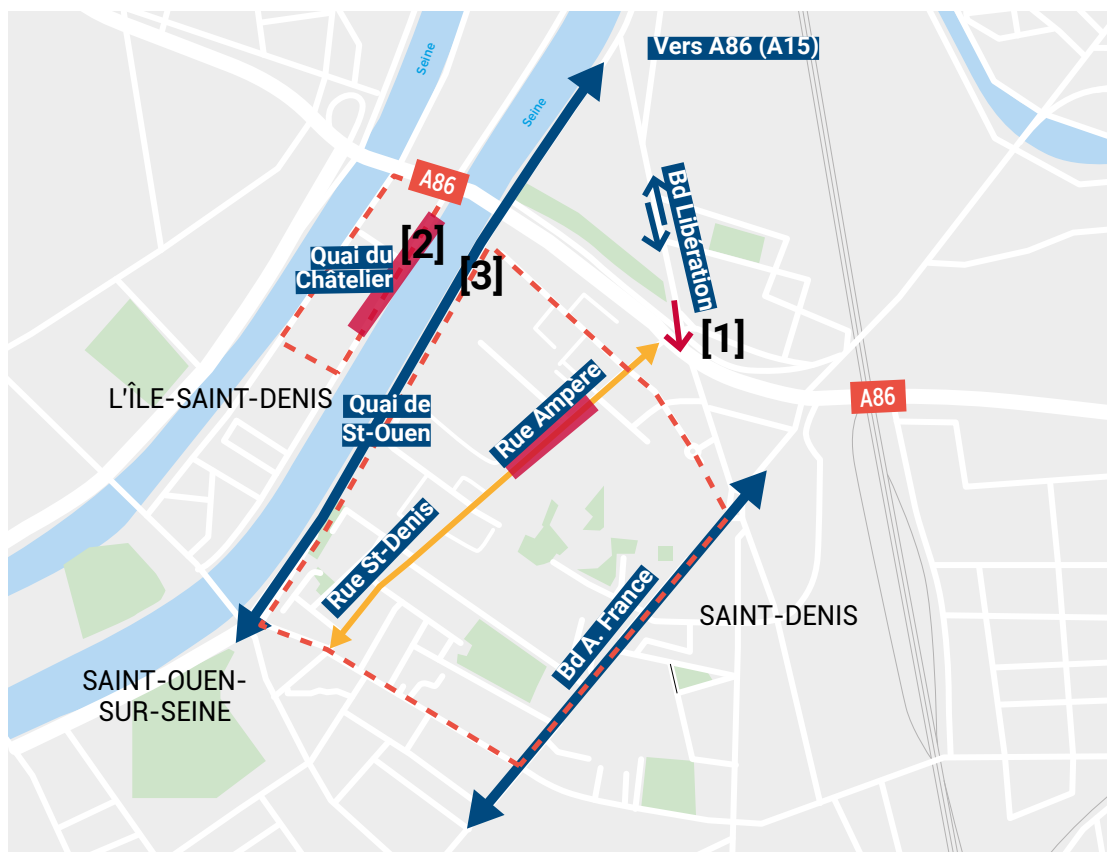 Vers A86 (A15)
Seine
Seine
A86
Bd Libération
[2]
Quai du
Châtelier
[3]
[1]
A86
L'ÎLE-SAINT-DENIS
Quai de
St-Ouen
Rue Ampère
Rue St-Denis
Bd A. France
SAINT-DENIS
SAINT-OUEN-
SUR-SEINE